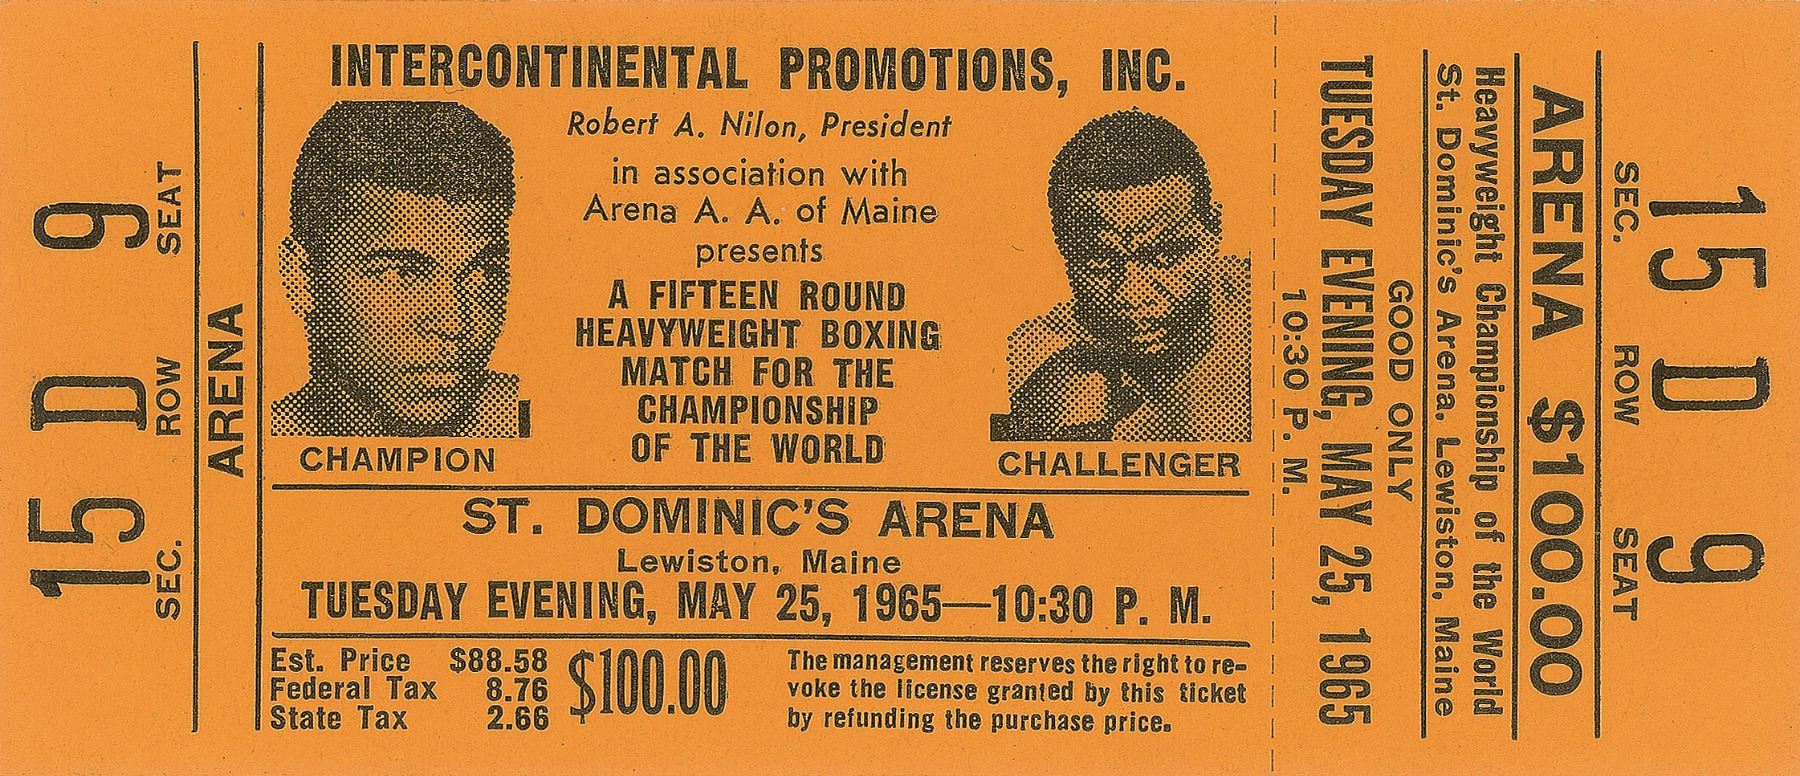 15 D 9
SEC. ROW SEAT
ARENA
INTERCONTINENTAL PROMOTIONS, INC.
Robert A. Nilon, President
in association with
Arena A. A. of Maine
presents
A FIFTEEN ROUND
HEAVYWEIGHT BOXING
MATCH FOR THE
CHAMPIONSHIP
OF THE WORLD
CHAMPION
CHALLENGER
ST. DOMINIC'S ARENA
Lewiston, Maine
TUESDAY EVENING, MAY 25, 1965—10:30 P. M.
Est. Price $88.58
Federal Tax 8.76
State Tax 2.66
$100.00
The management reserves the right to re-
voke the license granted by this ticket
by refunding the purchase price.
15 D 9
SEC. ROW SEAT
ARENA $100.00
Heavyweight Championship of the World
St. Dominic's Arena, Lewiston, Maine
GOOD ONLY
TUESDAY EVENING, MAY 25, 1965
10:30 P. M.